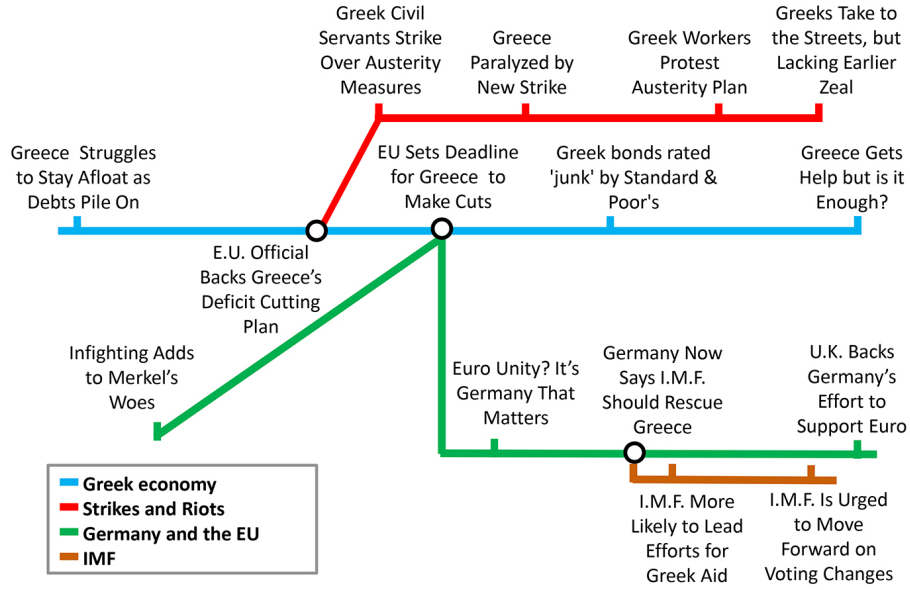 Greek Civil
Servants Strike
Over Austerity
Measures
Greece
Paralyzed by
New Strike
Greek Workers
Protest
Austerity Plan
Greeks Take to
the Streets, but
Lacking Earlier
Zeal
Greece Struggles
to Stay Afloat as
Debts Pile On
EU Sets Deadline
for Greece to
Make Cuts
Greek bonds rated
'junk' by Standard &
Poor's
Greece Gets
Help but is it
Enough?
E.U. Official
Backs Greece's
Deficit Cutting
Plan
Infighting Adds
to Merkel's
Woes
Euro Unity? It's
Germany That
Matters
Germany Now
Says I.M.F.
Should Rescue
Greece
U.K. Backs
Germany's
Effort to
Support Euro
I.M.F. More
Likely to Lead
Efforts for
Greek Aid
I.M.F. Is Urged
to Move
Forward on
Voting Changes
Greek economy
Strikes and Riots
Germany and the EU
IMF